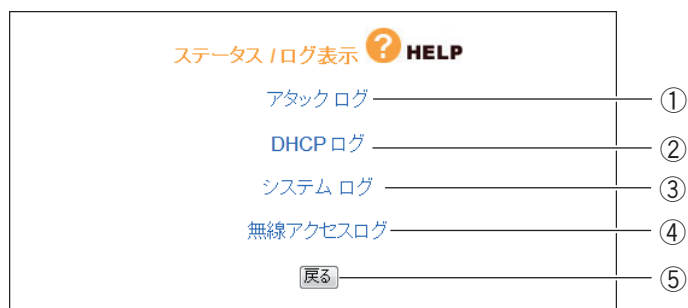 ステータス / ログ表示 ? HELP
アタック ログ ①
DHCP ログ ②
システム ログ ③
無線アクセスログ ④
戻る ⑤